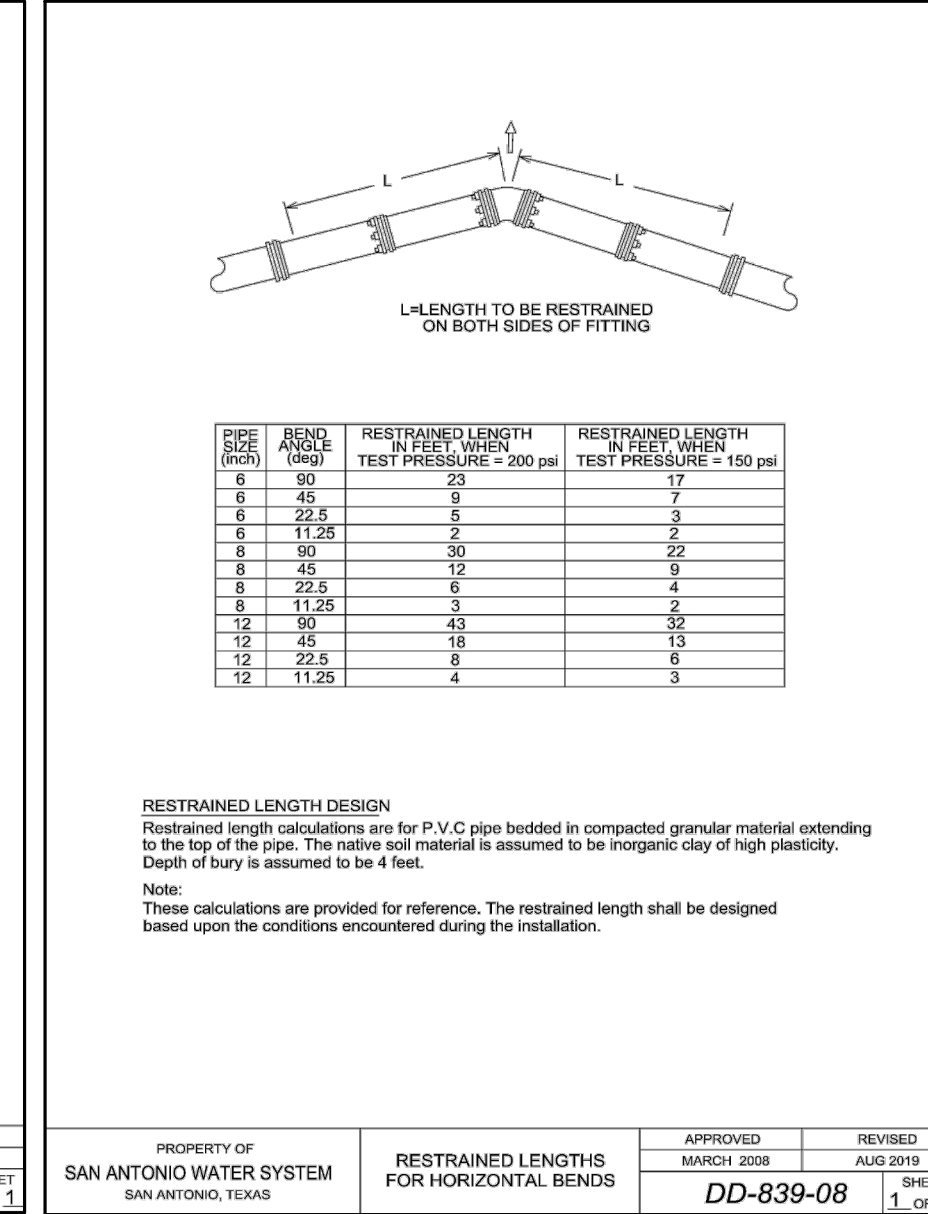 L
L
L=LENGTH TO BE RESTRAINED
ON BOTH SIDES OF FITTING
PIPE SIZE (inch) BEND ANGLE (deg) RESTRAINED LENGTH IN FEET, WHEN TEST PRESSURE = 200 psi RESTRAINED LENGTH IN FEET, WHEN TEST PRESSURE = 150 psi
6 90 23 17
6 45 9 7
6 22.5 5 3
6 11.25 2 2
8 90 30 22
8 45 12 9
8 22.5 6 4
8 11.25 3 2
12 90 43 32
12 45 18 13
12 22.5 8 6
12 11.25 4 3
RESTRAINED LENGTH DESIGN
Restrained length calculations are for P.V.C pipe bedded in compacted granular material extending
to the top of the pipe. The native soil material is assumed to be inorganic clay of high plasticity.
Depth of bury is assumed to be 4 feet.
Note:
These calculations are provided for reference. The restrained length shall be designed
based upon the conditions encountered during the installation.
PROPERTY OF
SAN ANTONIO WATER SYSTEM
SAN ANTONIO, TEXAS
RESTRAINED LENGTHS
FOR HORIZONTAL BENDS
APPROVED REVISED
MARCH 2008 AUG 2019
DD-839-08
SHE
1 OF
ET
1